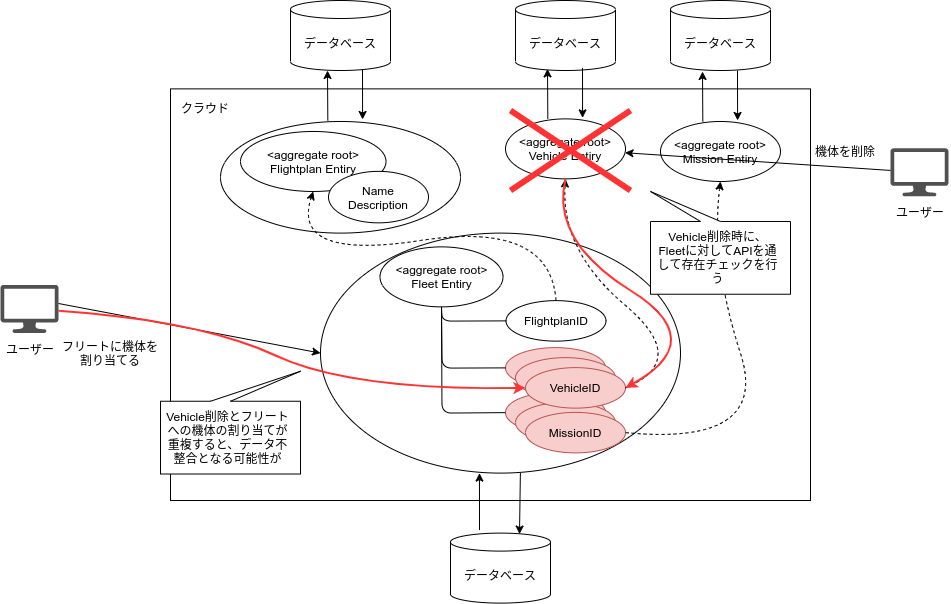 データベース
データベース
データベース
クラウド
<aggregate root>
Flightplan Entiry
Name
Description
<aggregate root>
Vehicle Entiry
<aggregate root>
Mission Entiry
機体を削除
ユーザー
Vehicle削除時に、
Fleetに対してAPIを通
して存在チェックを行
う
<aggregate root>
Fleet Entiry
FlightplanID
VehicleID
MissionID
ユーザー
フリートに機体を
割り当てる
Vehicle削除とフリート
への機体の割り当てが
重複すると、データ不
整合となる可能性が
データベース